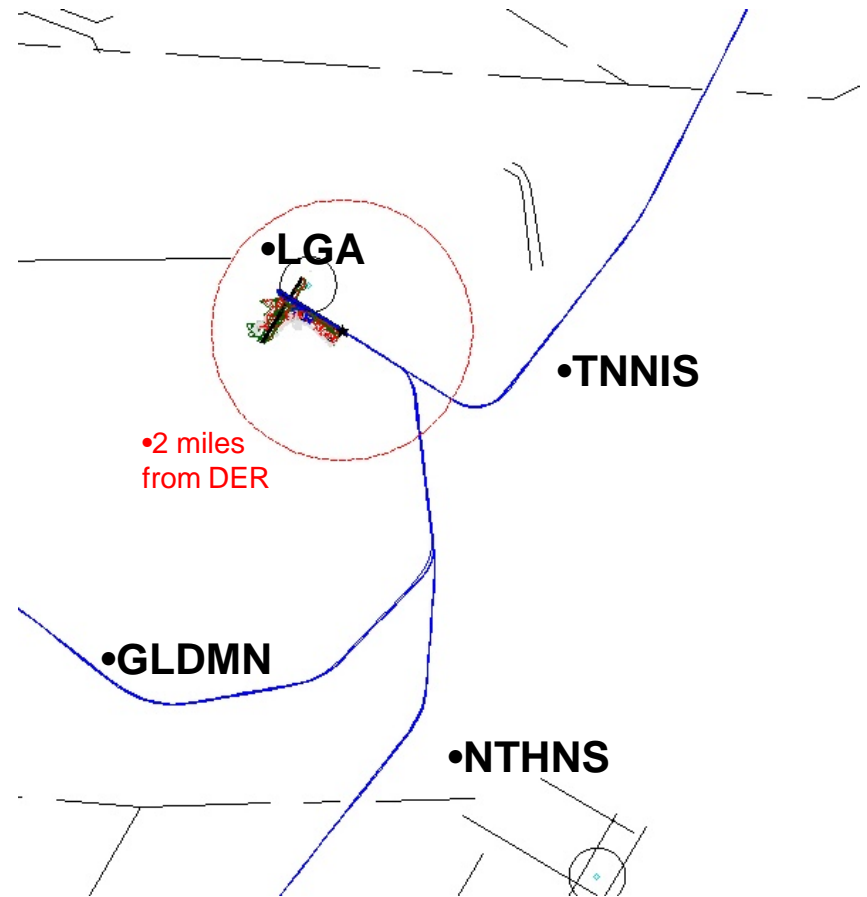 •LGA
•TNNIS
•2 miles
from DER
•GLDMN
•NTHNS